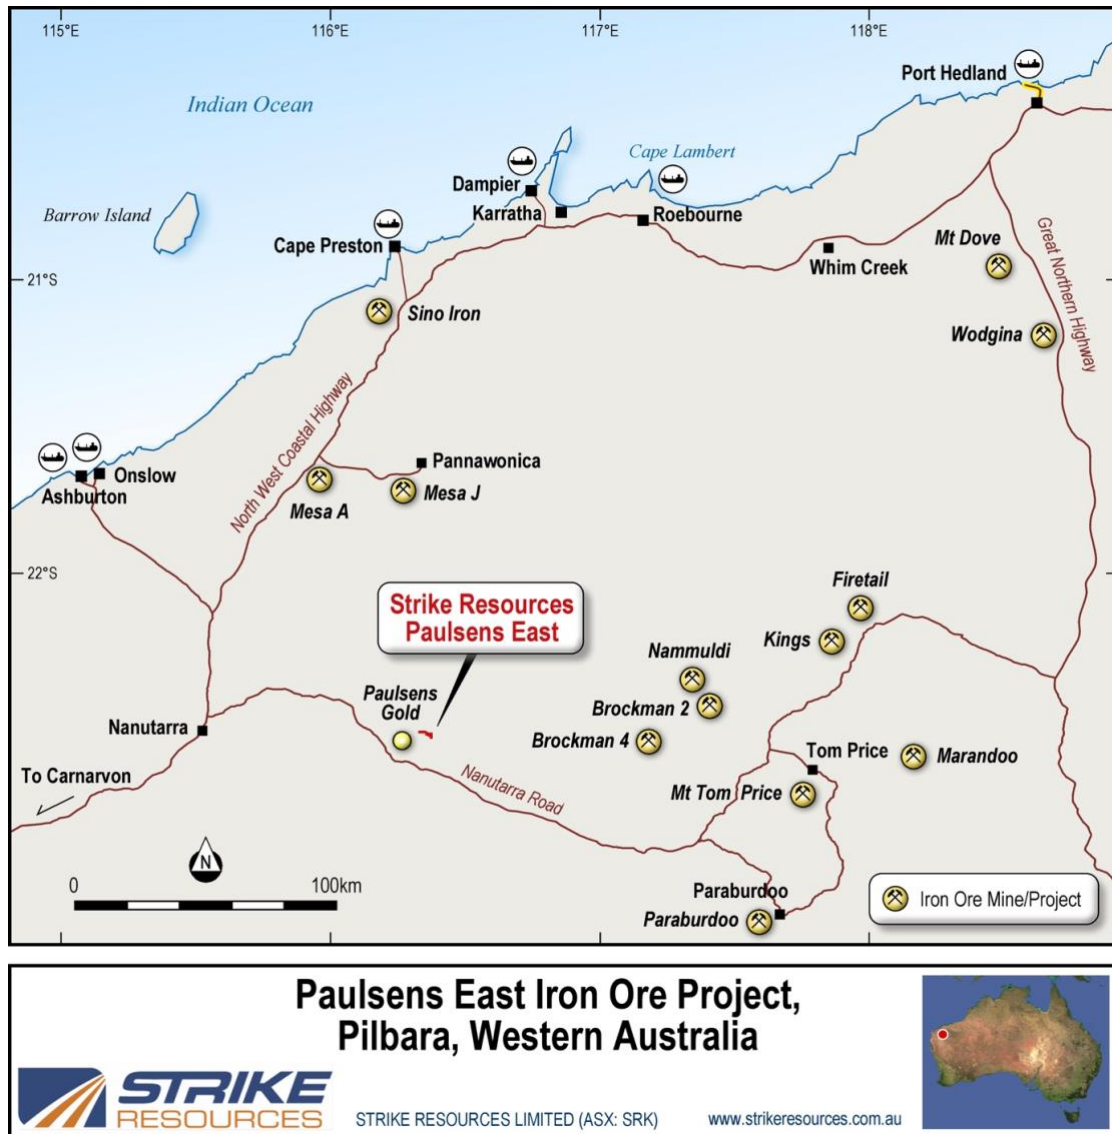 115°E
116°E
117°E
118°E
Port Hedland
Indian Ocean
Cape Lambert
Dampier
Barrow Island
Karratha
Roebourne
Cape Preston
Mt Dove
Whim Creek
Great Northern Highway
21°S
Sino Iron
Wodgina
North West Coastal Highway
Pannawonica
Onslow
Ashburton
Mesa A
Mesa J
22°S
Firetail
Strike Resources
Paulsens East
Kings
Nammuldi
Paulsens
Gold
Brockman 2
Nanutarra
Brockman 4
Tom Price
Marandoo
To Carnarvon
Nanutarra Road
Mt Tom Price
N
0
100km
Paraburdoo
Paraburdoo
Iron Ore Mine/Project
Paulsens East Iron Ore Project,
Pilbara, Western Australia
STRIKE
RESOURCES
STRIKE RESOURCES LIMITED (ASX: SRK)
www.strikeresources.com.au